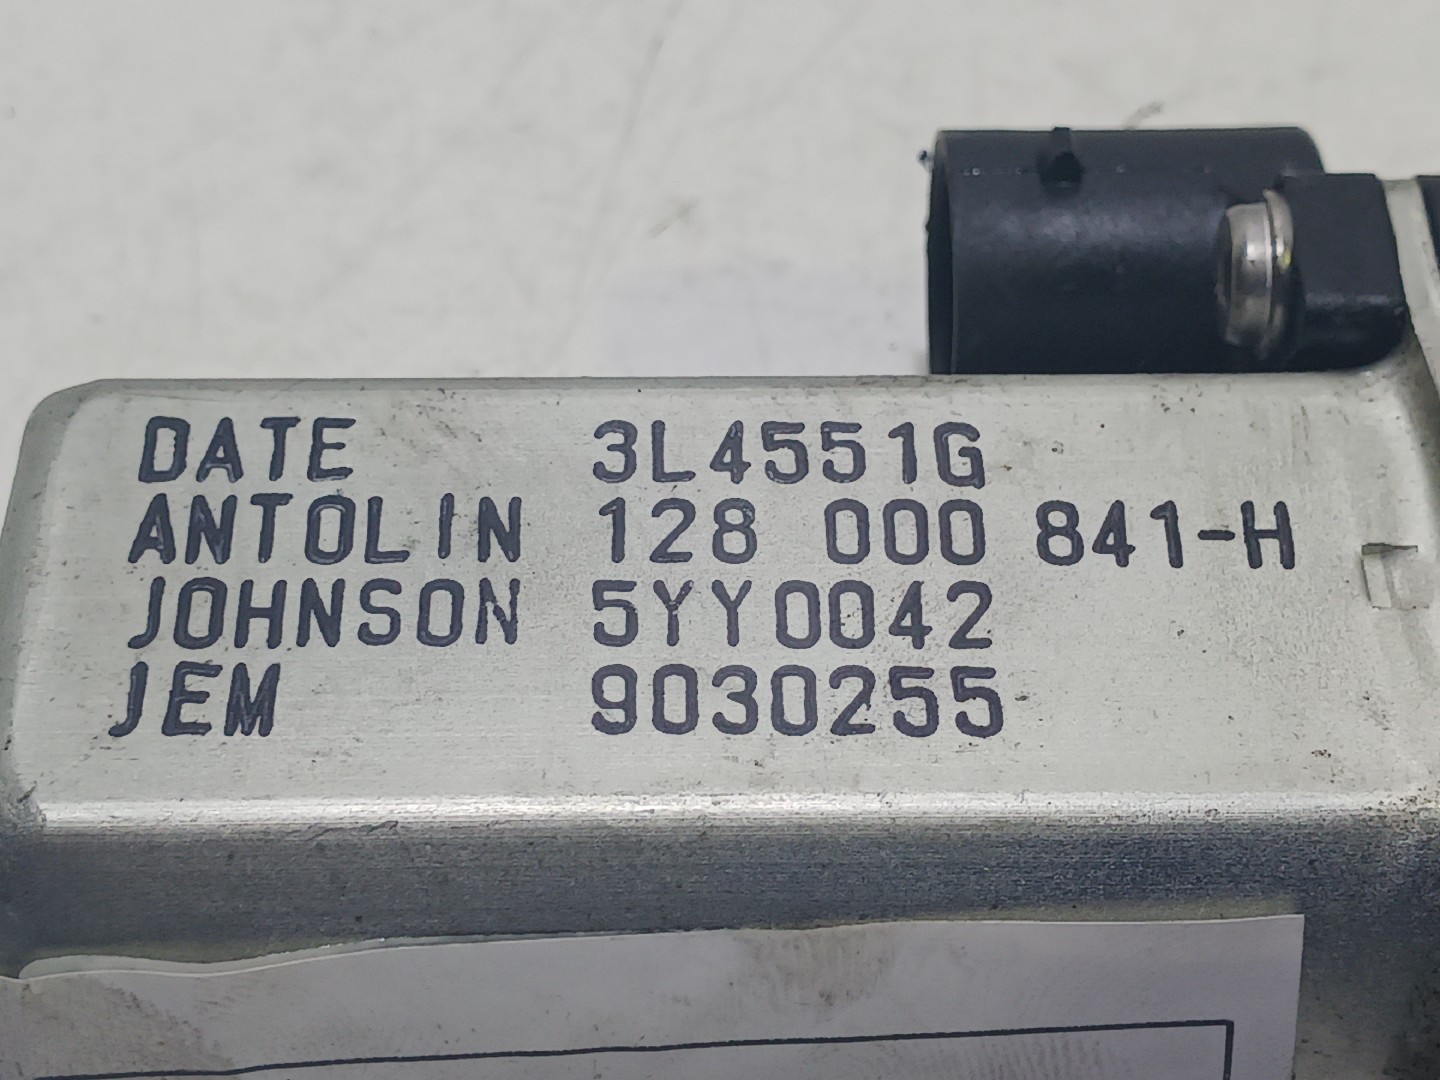 DATE 3L4551G
ANTOLIN 128 000 841-H
JOHNSON 5YY0042
JEM 9030255